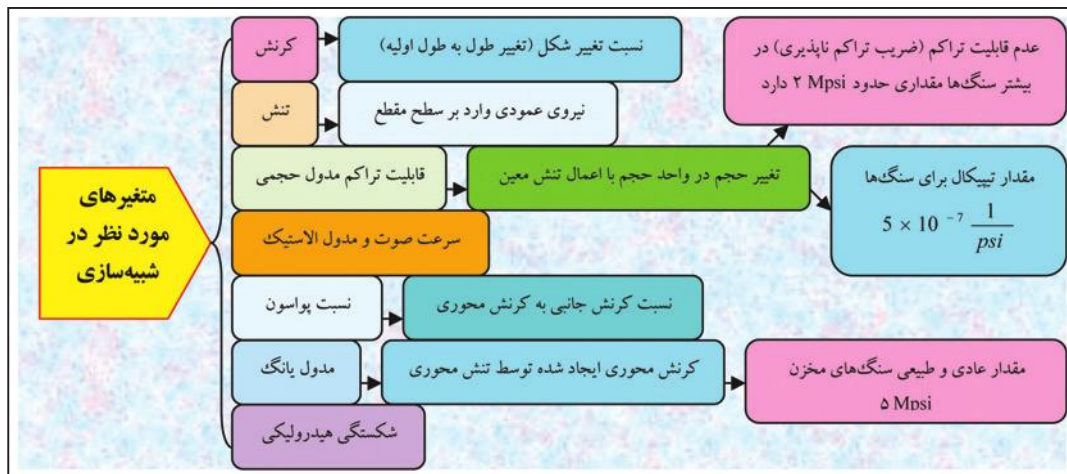 متغیرهای
مورد نظر در
شبیه‌سازی
کرنش
نسبت تغییر شکل (تغییر طول به طول اولیه)
تنش
نیروی عمودی وارد بر سطح مقطع
قابلیت تراکم مدول حجمی
تغییر حجم در واحد حجم با اعمال تنش معین
عدم قابلیت تراکم (ضریب تراکم ناپذیری) در
بیشتر سنگ‌ها مقداری حدود ۲ Mpsi دارد
مقدار تیپیکال برای سنگ‌ها
5 × 10 ⁻⁷ 1/psi
سرعت صوت و مدول الاستیک
نسبت پواسون
نسبت کرنش جانبی به کرنش محوری
مدول یانگ
کرنش محوری ایجاد شده توسط تنش محوری
مقدار عادی و طبیعی سنگ‌های مخزن
۵ Mpsi
شکستگی هیدرولیکی